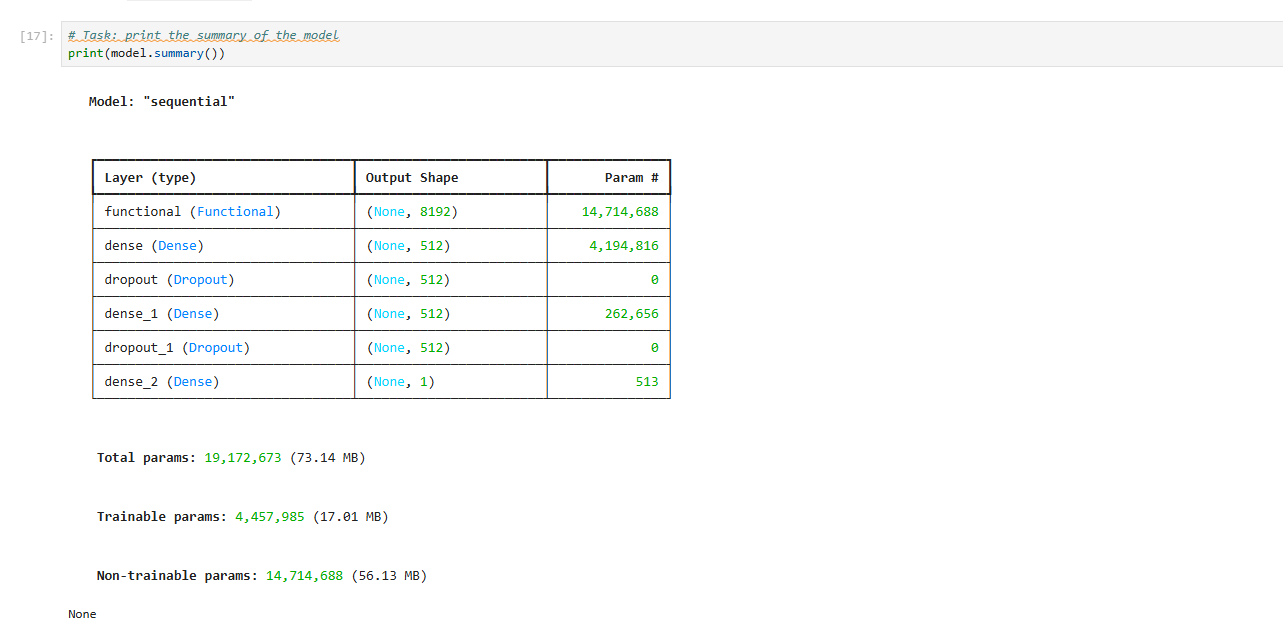 [17]: # Task: print the summary of the model
print(model.summary())
Model: "sequential"
Layer (type) Output Shape Param #
functional (Functional) (None, 8192) 14,714,688
dense (Dense) (None, 512) 4,194,816
dropout (Dropout) (None, 512) 0
dense_1 (Dense) (None, 512) 262,656
dropout_1 (Dropout) (None, 512) 0
dense_2 (Dense) (None, 1) 513
Total params: 19,172,673 (73.14 MB)
Trainable params: 4,457,985 (17.01 MB)
Non-trainable params: 14,714,688 (56.13 MB)
None